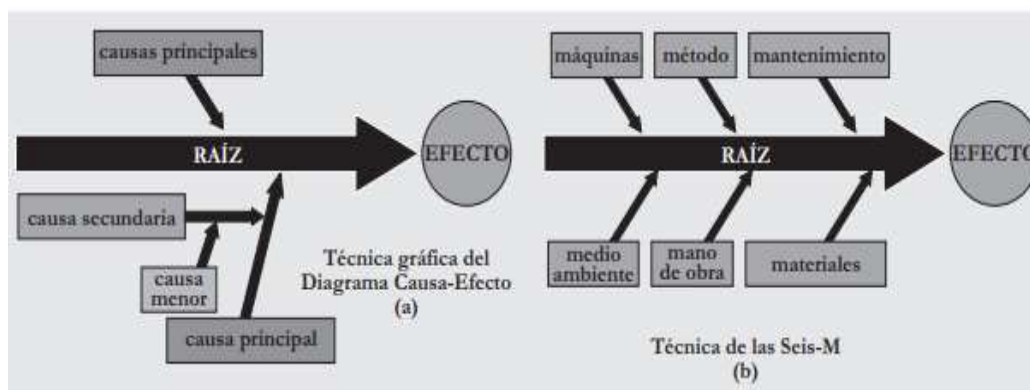 causas principales
RAÍZ
EFECTO
causa secundaria
causa
menor
causa principal
Técnica gráfica del
Diagrama Causa-Efecto
(a)
máquinas
método
mantenimiento
RAÍZ
EFECTO
medio
ambiente
mano
de obra
materiales
Técnica de las Seis-M
(b)